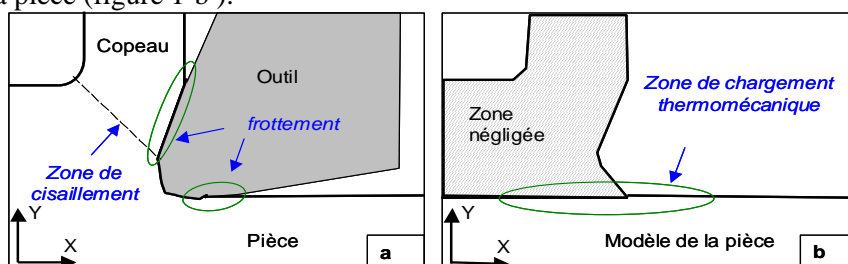 a pièce (figure 1-b ).
Copeau
Outil
frottement
Zone de
cisaillement
Y
X
Pièce
a
Zone de chargement
thermomécanique
Zone
négligée
Y
X
Modèle de la pièce
b